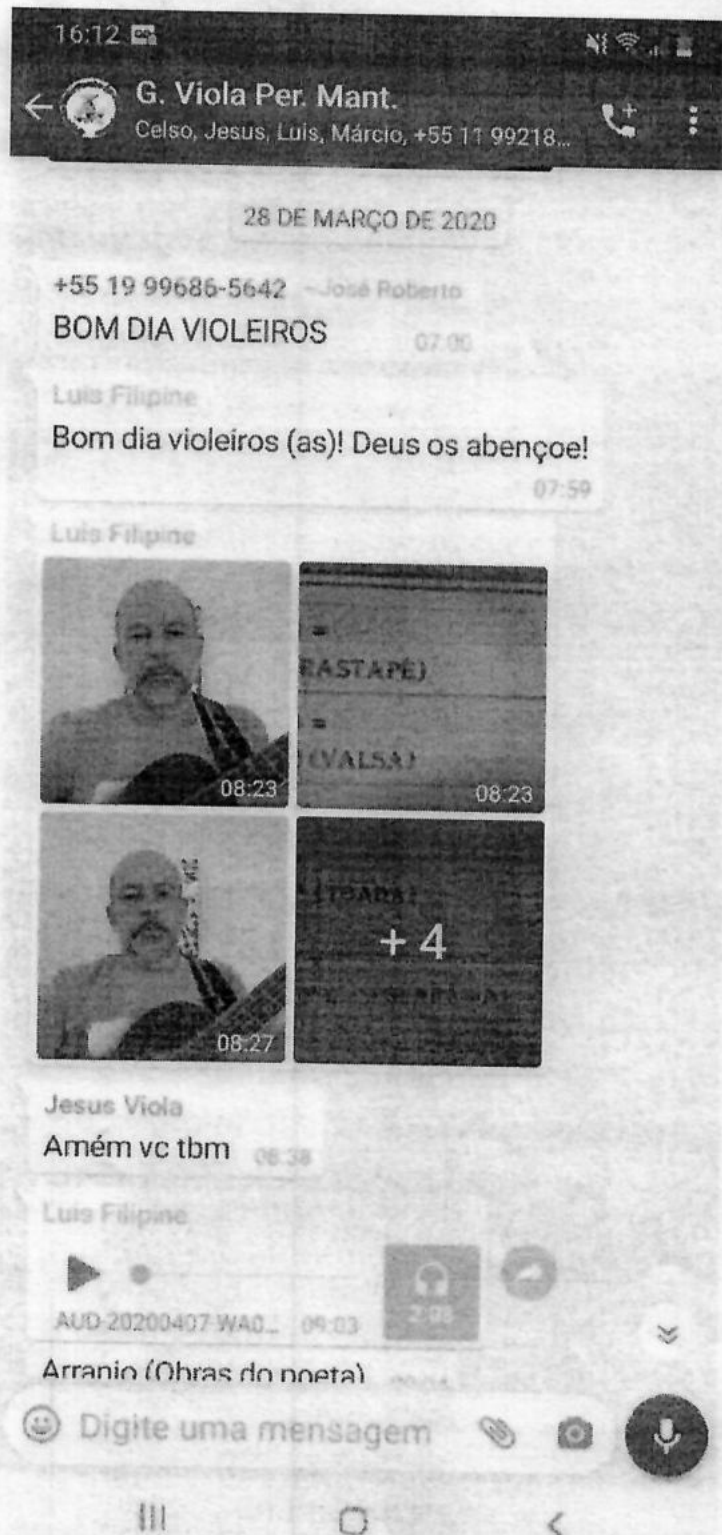 16:12
G. Viola Per. Mant.
Celso, Jesus, Luis, Márcio, +55 11 99218...
28 DE MARÇO DE 2020
+55 19 99686-5642 ~José Roberto
BOM DIA VIOLEIROS 07:00
Luis Filipine
Bom dia violeiros (as)! Deus os abençoe!
07:59
Luis Filipine
=
RASTAPÉ)
=
(VALSA)
08:23
08:23
(TOADA)
+ 4
08:27
Jesus Viola
Amém vc tbm 08:38
Luis Filipine
AUD-20200407-WA0... 09:03
2:08
Arranjo (Obras do poeta)
Digite uma mensagem